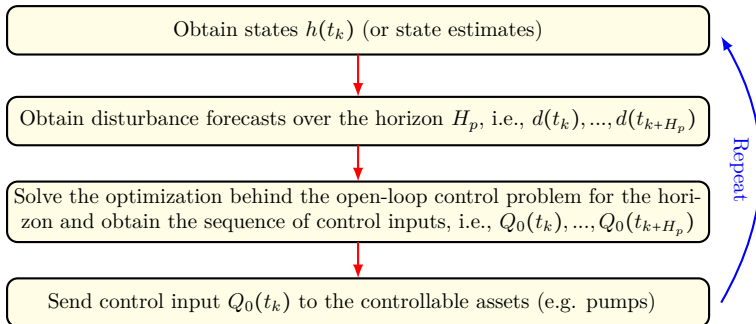 Obtain states h(t_k) (or state estimates)
Obtain disturbance forecasts over the horizon H_p, i.e., d(t_k), ..., d(t_{k+H_p})
Solve the optimization behind the open-loop control problem for the hori-
zon and obtain the sequence of control inputs, i.e., Q_0(t_k), ..., Q_0(t_{k+H_p})
Send control input Q_0(t_k) to the controllable assets (e.g. pumps)
Repeat